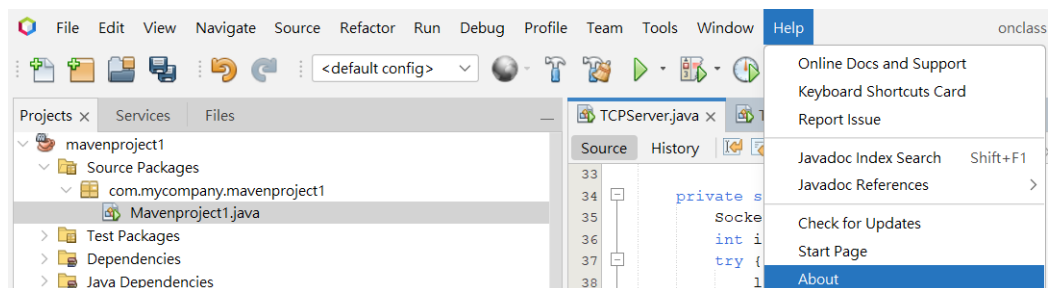 File Edit View Navigate Source Refactor Run Debug Profile Team Tools Window Help onclass
<default config>
Online Docs and Support
Keyboard Shortcuts Card
Report Issue
Javadoc Index Search Shift+F1
Javadoc References
Check for Updates
Start Page
About
Projects Services Files
mavenproject1
Source Packages
com.mycompany.mavenproject1
Mavenproject1.java
Test Packages
Dependencies
Java Dependencies
TCPServer.java T
Source History
33
34 private s
35 Socke
36 int i
37 try {
38 l